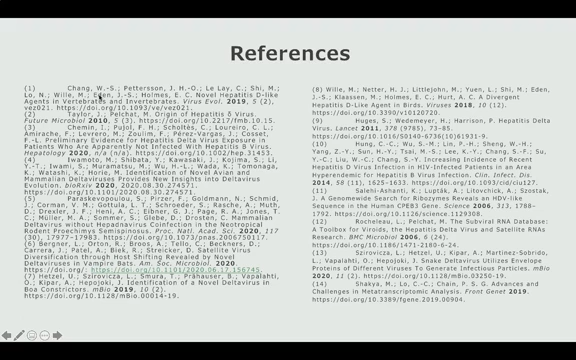 References
(1) Chang, W.-S.; Pettersson, J. H.-O.; Le Lay, C.; Shi, M.;
Lo, N.; Wille, M.; Eden, J.-S.; Holmes, E. C. Novel Hepatitis D-like
Agents in Vertebrates and Invertebrates. Virus Evol. 2019, 5 (2),
vez021. https://doi.org/10.1093/ve/vez021.
(2) Taylor, J.; Pelchat, M. Origin of Hepatitis δ Virus.
Future Microbiol 2010, 5 (3). https://doi.org/10.2217/fmb.10.15.
(3) Chemin, I.; Pujol, F. H.; Scholtès, C.; Loureiro, C. L.;
Amirache, F.; Levrero, M.; Zoulim, F.; Pérez-Vargas, J.; Cosset,
F.-L. Preliminary Evidence for Hepatitis Delta Virus Exposure in
Patients Who Are Apparently Not Infected With Hepatitis B Virus.
Hepatology 2020, n/a (n/a). https://doi.org/10.1002/hep.31453.
(4) Iwamoto, M.; Shibata, Y.; Kawasaki, J.; Kojima, S.; Li,
Y.-T.; Iwami, S.; Muramatsu, M.; Wu, H.-L.; Wada, K.; Tomonaga,
K.; Watashi, K.; Horie, M. Identification of Novel Avian and
Mammalian Deltaviruses Provides New Insights into Deltavirus
Evolution. bioRxiv 2020, 2020.08.30.274571.
https://doi.org/10.1101/2020.08.30.274571.
(5) Paraskevopoulou, S.; Pirzer, F.; Goldmann, N.; Schmid,
J.; Corman, V. M.; Gottula, L. T.; Schroeder, S.; Rasche, A.; Muth,
D.; Drexler, J. F.; Heni, A. C.; Eibner, G. J.; Page, R. A.; Jones, T.
C.; Müller, M. A.; Sommer, S.; Glebe, D.; Drosten, C. Mammalian
Deltavirus without Hepadnavirus Coinfection in the Neotropical
Rodent Proechimys Semispinosus. Proc. Natl. Acad. Sci. 2020, 117
(30), 17977–17983. https://doi.org/10.1073/pnas.2006750117.
(6) Bergner, L.; Orton, R.; Broos, A.; Tello, C.; Becker, D.;
Carrera, J.; Patel, A.; Biek, R.; Streicker, D.
Diversification through Host Shifting Revealed by Novel
Deltaviruses in Vampire Bats. Am. Soc. Microbiol. 2020.
https://doi.org/ https://doi.org/10.1101/2020.06.17.156745.
(7) Hetzel, U.; Szirovicza, L.; Smura, T.; Prähauser, B.; Vapalahti,
O.; Kipar, A.; Hepojoki, J. Identification of a Novel Deltavirus in
Boa Constrictors. mBio 2019, 10 (2).
https://doi.org/10.1128/mBio.00014-19.
(8) Wille, M.; Netter, H. J.; Littlejohn, M.; Yuen, L.; Shi, M.; Eden,
J.-S.; Klaassen, M.; Holmes, E. C.; Hurt, A. C. A Divergent
Hepatitis D-Like Agent in Birds. Viruses 2018, 10 (12).
https://doi.org/10.3390/v10120720.
(9) Hughes, S.; Wedemeyer, H.; Harrison, P. Hepatitis Delta
Virus. Lancet 2011, 378 (9785), 73–85.
https://doi.org/10.1016/S0140-6736(10)61931-9.
(10) Hung, C.-C.; Wu, S.-M.; Lin, P.-H.; Sheng, W.-H.;
Yang, Z.-Y.; Sun, H.-Y.; Tsai, M.-S.; Lee, K.-Y.; Chang, S.-F.; Su,
Y.-C.; Liu, W.-C.; Chang, S.-Y. Increasing Incidence of Recent
Hepatitis D Virus Infection in HIV-Infected Patients in an Area
Hyperendemic for Hepatitis B Virus Infection. Clin. Infect. Dis.
2014, 58 (11), 1625–1633. https://doi.org/10.1093/cid/ciu127.
(11) Salehi-Ashtiani, K.; Lupták, A.; Litovchick, A.; Szostak,
J. A Genomewide Search for Ribozymes Reveals an HDV-like
Sequence in the Human CPEB3 Gene. Science 2006, 313, 1788–
1792. https://doi.org/10.1126/science.1129308.
(12) Rocheleau, L.; Pelchat, M. The Subviral RNA Database:
A Toolbox for Viroids, the Hepatitis Delta Virus and Satellite RNAs
Research. BMC Microbiol 2006, 6 (24).
https://doi.org/10.1186/1471-2180-6-24.
(13) Szirovicza, L.; Hetzel, U.; Kipar, A.; Martinez-Sobrido,
L.; Vapalahti, O.; Hepojoki, J. Snake Deltavirus Utilizes Envelope
Proteins of Different Viruses To Generate Infectious Particles. mBio
2020, 11 (2). https://doi.org/10.1128/mBio.03250-19.
(14) Shakya, M.; Lo, C.-C.; Chain, P. S. G. Advances and
Challenges in Metatranscriptomic Analysis. Front Genet 2019.
https://doi.org/10.3389/fgene.2019.00904.